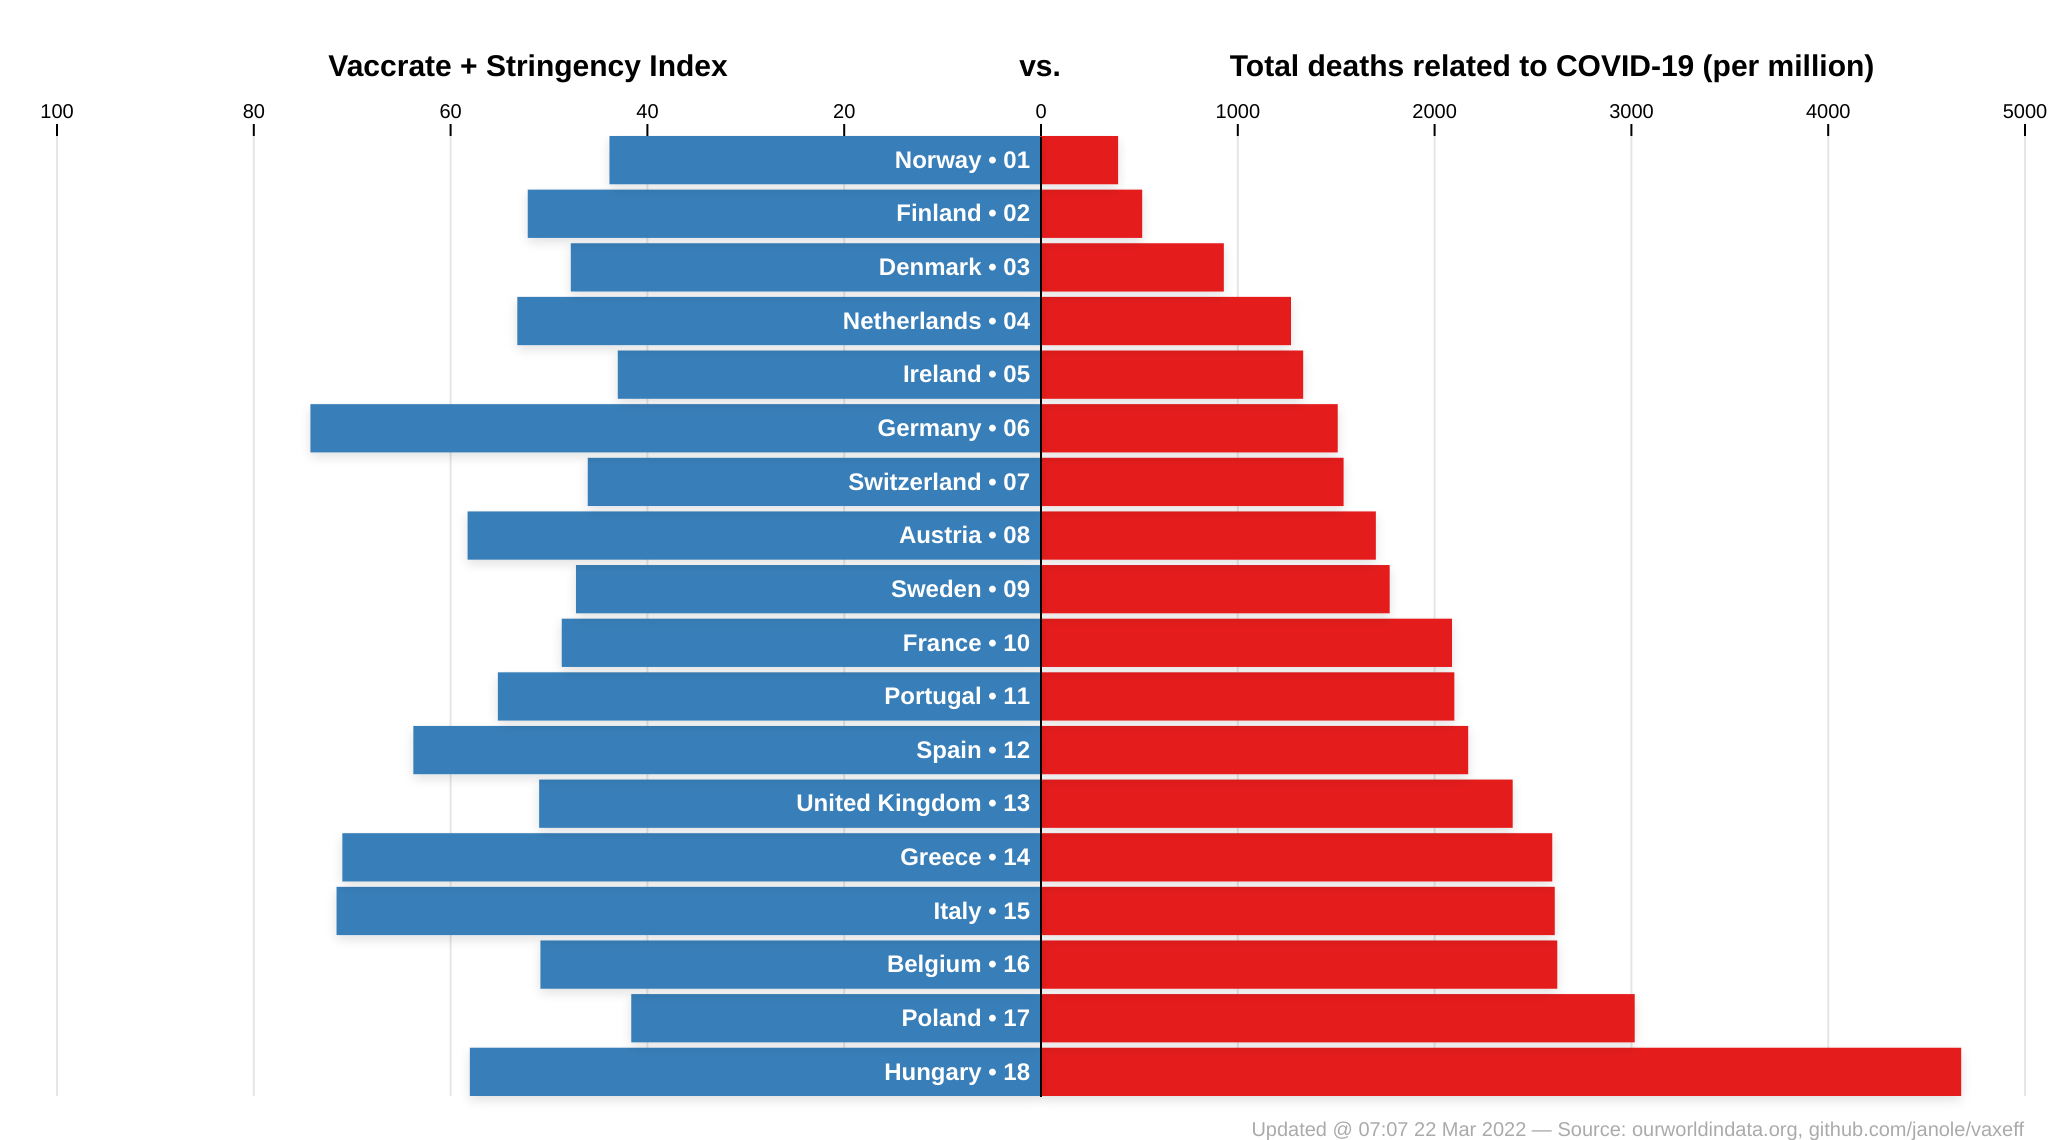 Vaccrate + Stringency Index vs. Total deaths related to COVID-19 (per million)
100 80 60 40 20 0 1000 2000 3000 4000 5000
Norway • 01
Finland • 02
Denmark • 03
Netherlands • 04
Ireland • 05
Germany • 06
Switzerland • 07
Austria • 08
Sweden • 09
France • 10
Portugal • 11
Spain • 12
United Kingdom • 13
Greece • 14
Italy • 15
Belgium • 16
Poland • 17
Hungary • 18
Updated @ 07:07 22 Mar 2022 — Source: ourworldindata.org, github.com/janole/vaxeff